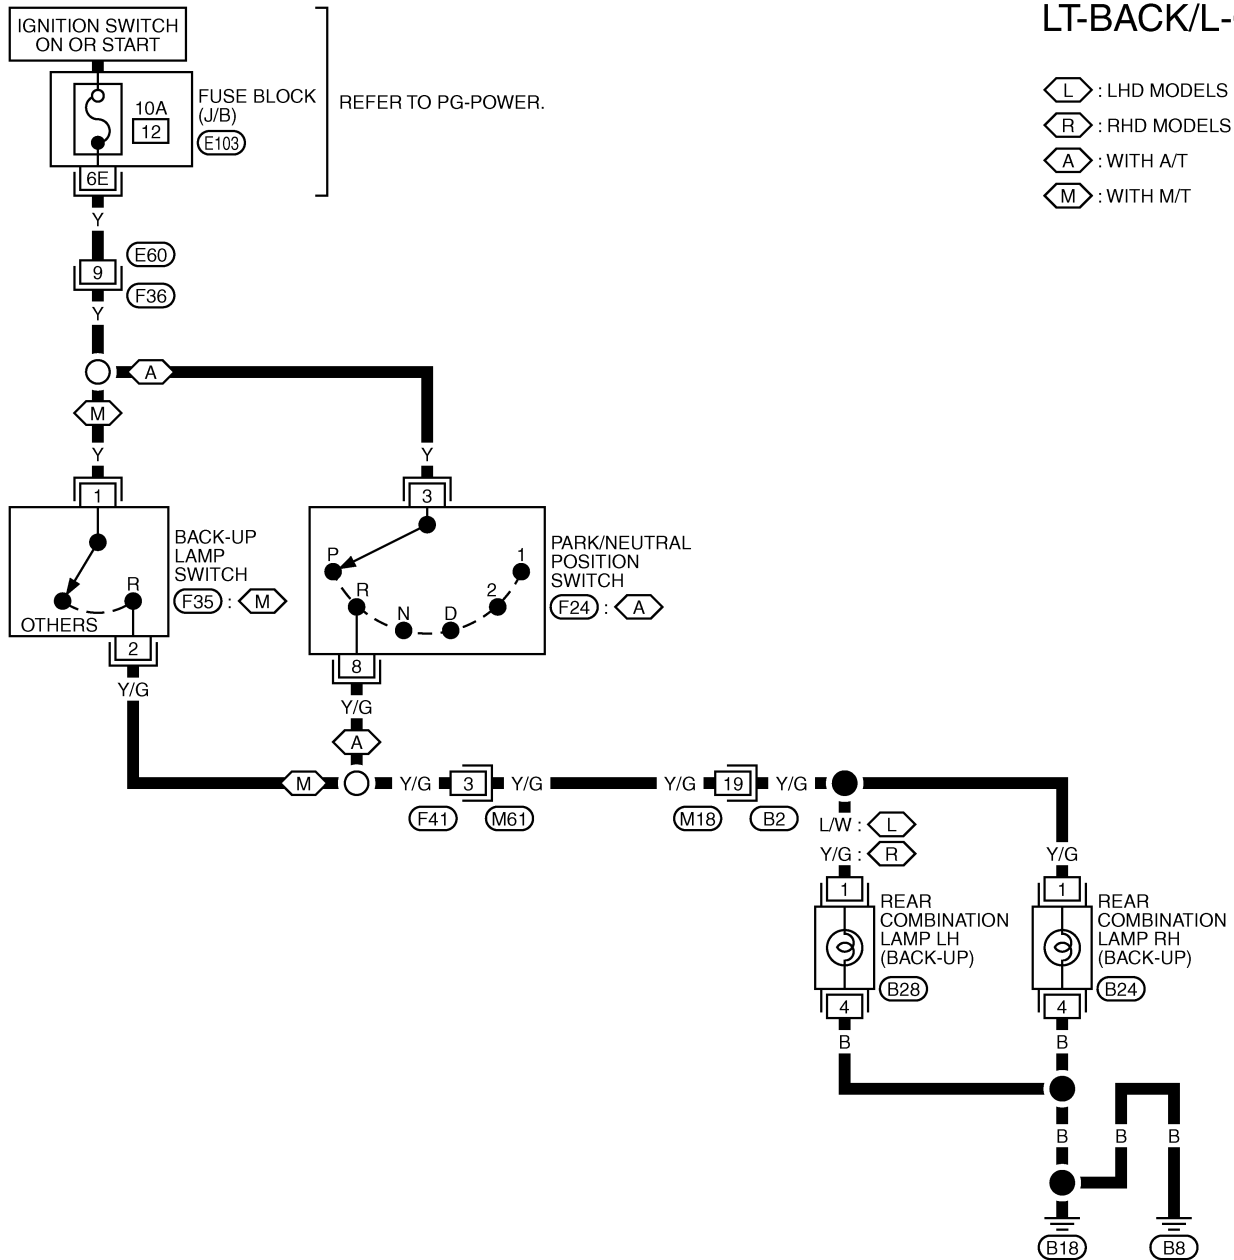 LT-BACK/L-
IGNITION SWITCH
ON OR START
10A
12
FUSE BLOCK
(J/B)
E103
REFER TO PG-POWER.
L : LHD MODELS
R : RHD MODELS
A : WITH A/T
M : WITH M/T
6E
Y
E60
9
F36
Y
A
M
Y
Y
1
3
BACK-UP
LAMP
SWITCH
F35 : M
R
OTHERS
PARK/NEUTRAL
POSITION
SWITCH
F24 : A
P
R
N
D
2
1
2
8
Y/G
Y/G
A
M
Y/G
3
Y/G
Y/G
19
Y/G
F41
M61
M18
B2
L/W : L
Y/G : R
Y/G
1
1
REAR
COMBINATION
LAMP LH
(BACK-UP)
B28
REAR
COMBINATION
LAMP RH
(BACK-UP)
B24
4
4
B
B
B
B
B
B18
B8